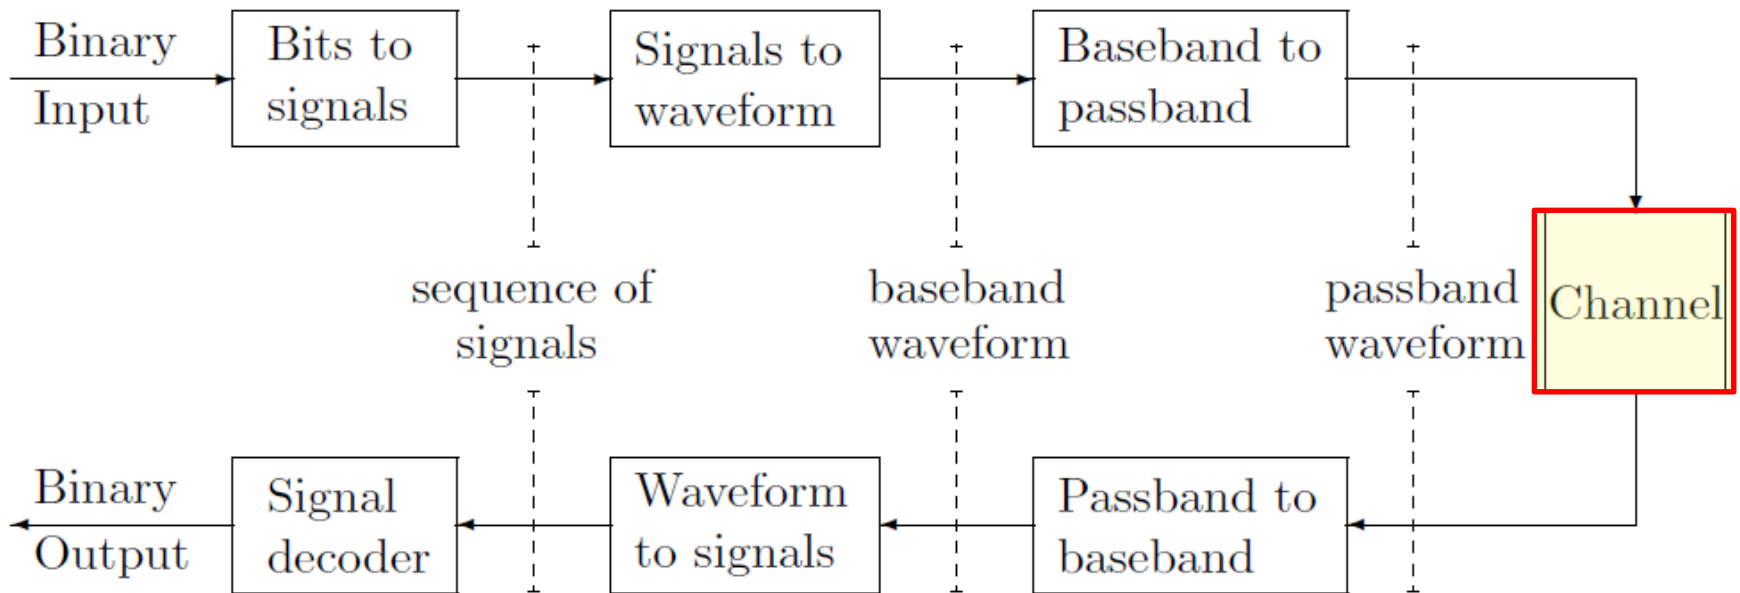 Binary
Input
Bits to
signals
Signals to
waveform
Baseband to
passband
sequence of
signals
baseband
waveform
passband
waveform
Channel
Binary
Output
Signal
decoder
Waveform
to signals
Passband to
baseband